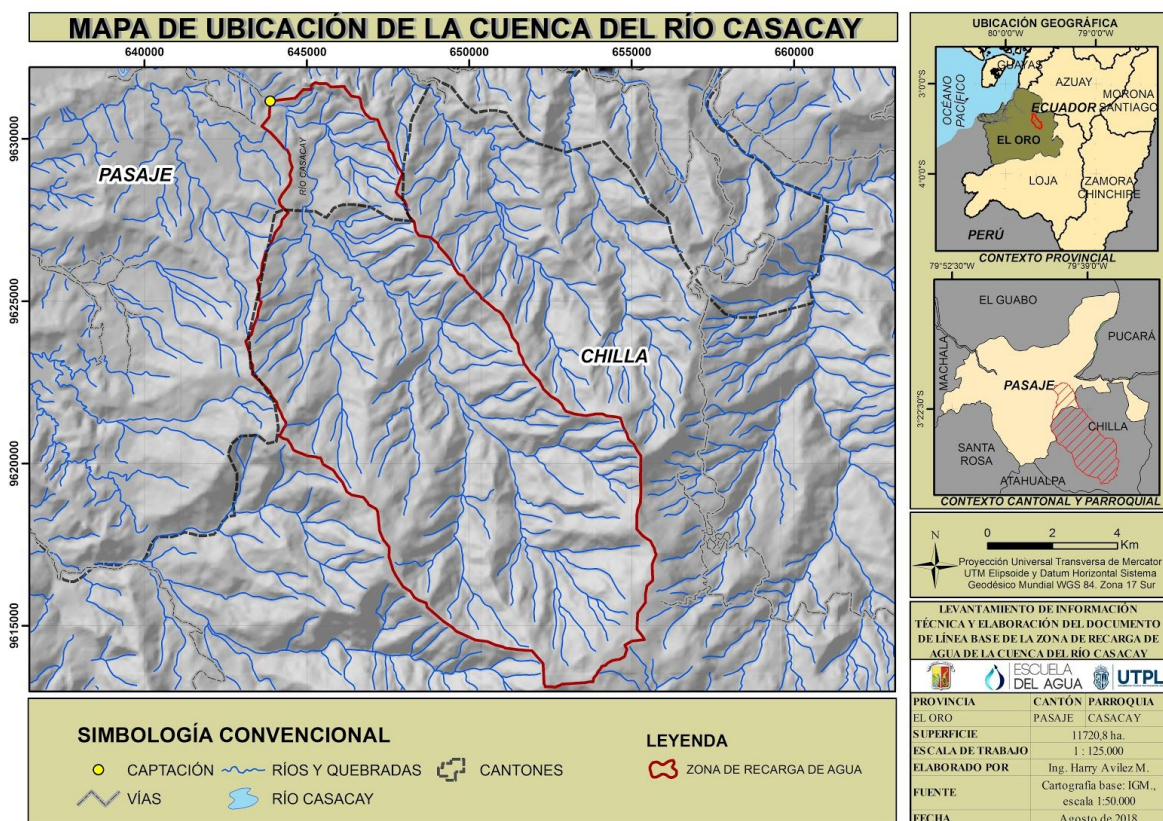 MAPA DE UBICACIÓN DE LA CUENCA DEL RÍO CASACAY
640000 645000 650000 655000 660000
9630000
9625000
9620000
9615000
PASAJE
RÍO CASACAY
CHILLA
UBICACIÓN GEOGRÁFICA
80°0'0"W 79°0'0"W
3°0'0"S
4°0'0"S
GUAYAS
AZUAY
MORONA
SANTIAGO
OCÉANO
PACÍFICO
ECUADOR
EL ORO
LOJA
ZAMORA
CHINCHIRE
PERÚ
CONTEXTO PROVINCIAL
79°52'30"W 79°39'0"W
3°22'30"S
EL GUABO
PUCARÁ
MACHALA
PASAJE
CHILLA
SANTA
ROSA
ATAHUALPA
CONTEXTO CANTONAL Y PARROQUIAL
N
0 2 4
Km
Proyección Universal Transversa de Mercator
UTM Elipsoide y Datum Horizontal Sistema
Geodésico Mundial WGS 84. Zona 17 Sur
LEVANTAMIENTO DE INFORMACIÓN
TÉCNICA Y ELABORACIÓN DEL DOCUMENTO
DE LÍNEA BASE DE LA ZONA DE RECARGA DE
AGUA DE LA CUENCA DEL RÍO CASACAY
ESCUELA
DEL AGUA
UTPL
PROVINCIA CANTÓN PARROQUIA
EL ORO PASAJE CASACAY
SUPERFICIE 11720,8 ha.
ESCALA DE TRABAJO 1 : 125.000
ELABORADO POR Ing. Harry Avilez M.
FUENTE Cartografía base: IGM.,
escala 1:50.000
FECHA Agosto de 2018
SIMBOLOGÍA CONVENCIONAL
CAPTACIÓN
RÍOS Y QUEBRADAS
CANTONES
VÍAS
RÍO CASACAY
LEYENDA
ZONA DE RECARGA DE AGUA